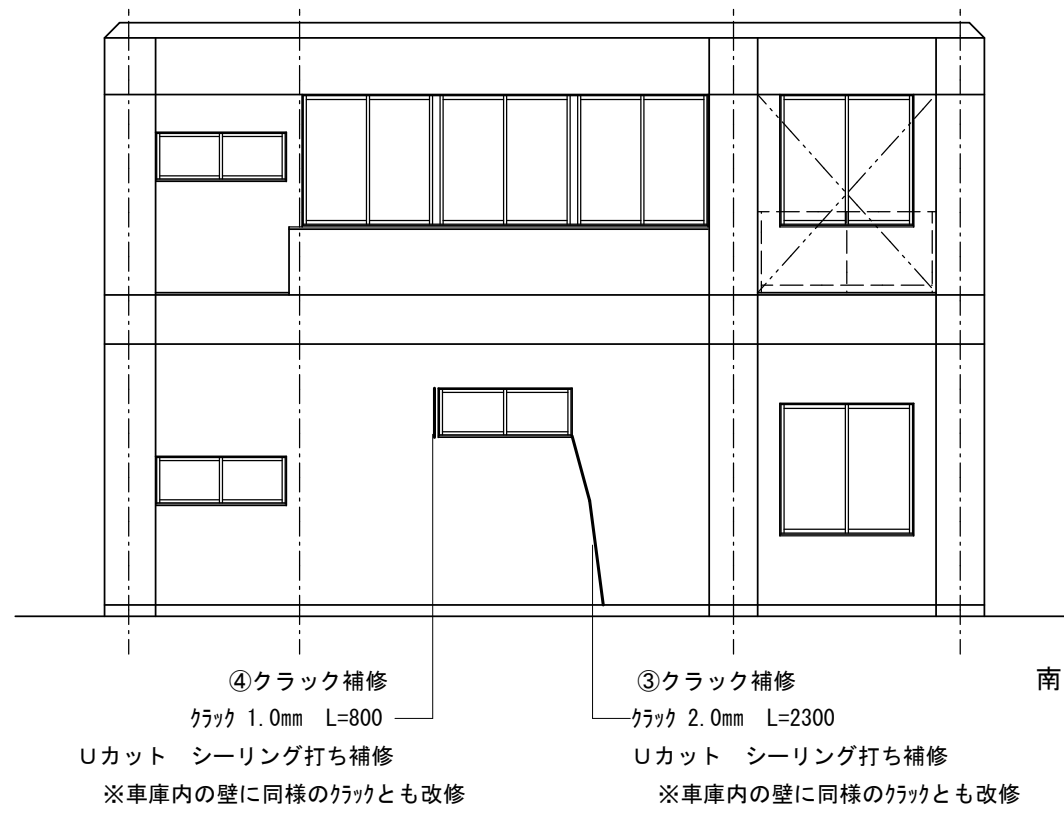 ④クラック補修
ｸﾗｯｸ 1.0mm L=800
Uカット シーリング打ち補修
※車庫内の壁に同様のｸﾗｯｸとも改修
③クラック補修
ｸﾗｯｸ 2.0mm L=2300
Uカット シーリング打ち補修
※車庫内の壁に同様のｸﾗｯｸとも改修
南